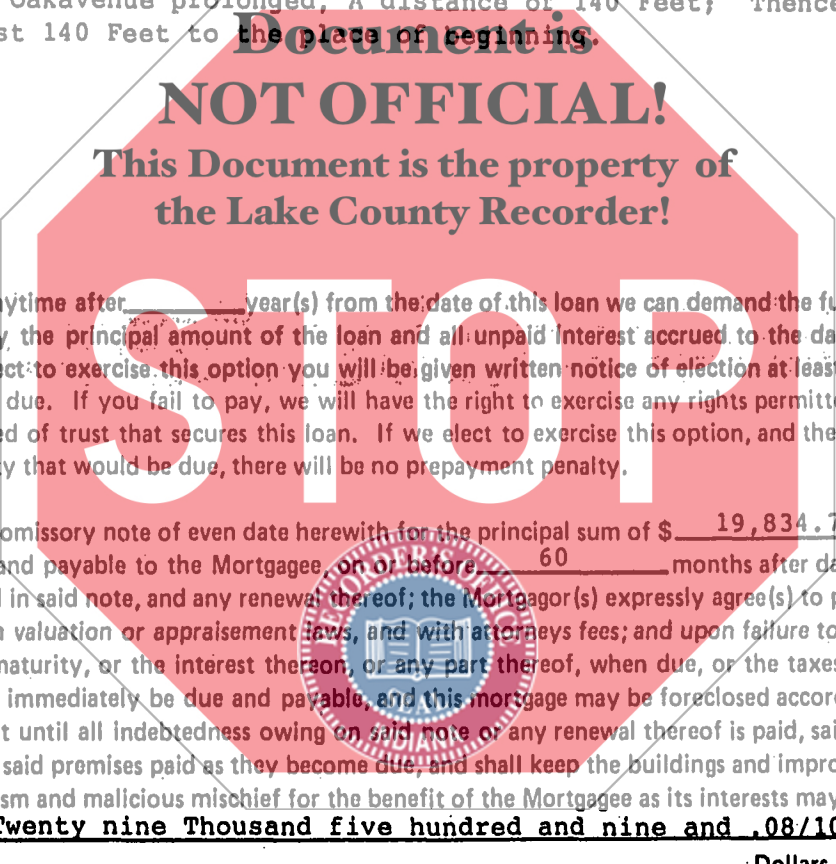 Oakavenue prolonged, A distance of 140 Feet; Thence
st 140 Feet to the place of beginning.
Document is
NOT OFFICIAL!
This Document is the property of
the Lake County Recorder!
STOP
ytime after year(s) from the date of this loan we can demand the fu
y the principal amount of the loan and all unpaid interest accrued to the da
ct to exercise this option you will be given written notice of election at least
due. If you fail to pay, we will have the right to exercise any rights permitte
ed of trust that secures this loan. If we elect to exercise this option, and the
y that would be due, there will be no prepayment penalty.
omissory note of even date herewith for the principal sum of $ 19,834.7
and payable to the Mortgagee, on or before 60 months after da
d in said note, and any renewal thereof; the Mortgagor(s) expressly agree(s) to p
n valuation or appraisement laws, and with attorneys fees; and upon failure to
maturity, or the interest thereon, or any part thereof, when due, or the taxes
immediately be due and payable, and this mortgage may be foreclosed accor
t until all indebtedness owing on said note or any renewal thereof is paid, sai
said premises paid as they become due, and shall keep the buildings and impro
sm and malicious mischief for the benefit of the Mortgagee as its interests may
Twenty nine Thousand five hundred and nine and .08/10
Dollars